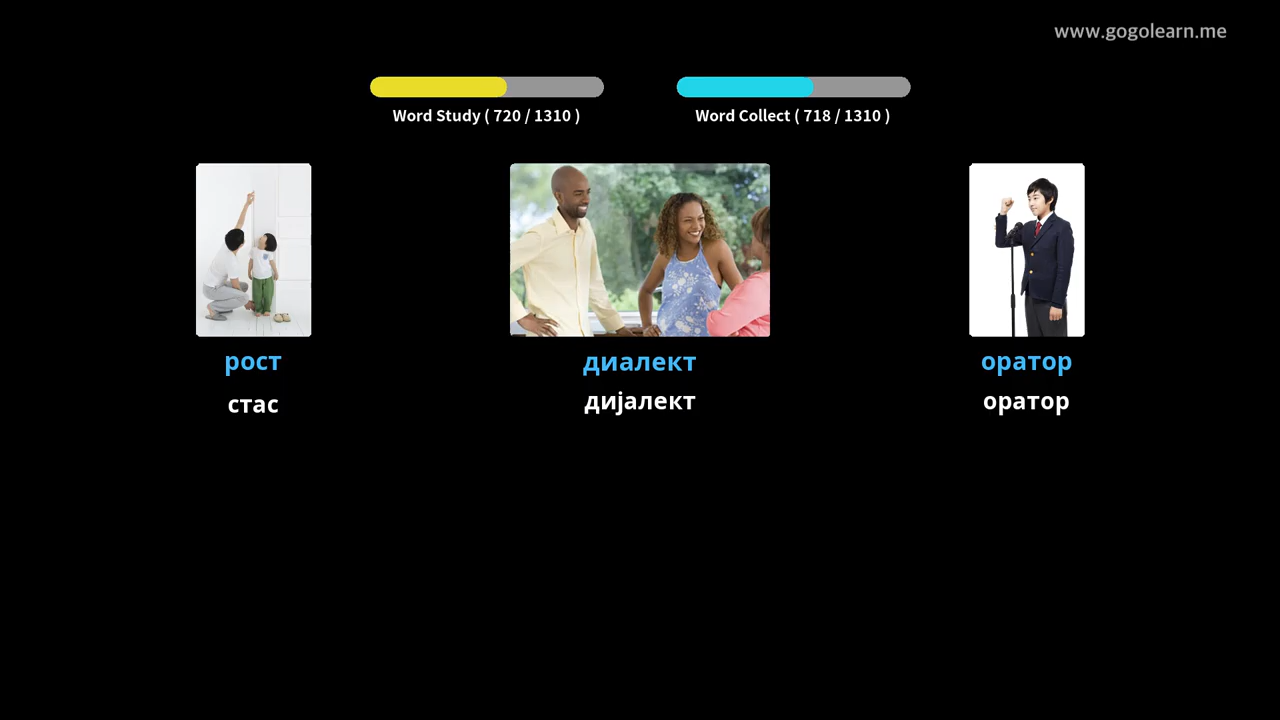 www.gogolearn.me
Word Study ( 720 / 1310 )
Word Collect ( 718 / 1310 )
рост
диалект
оратор
стас
дијалект
оратор